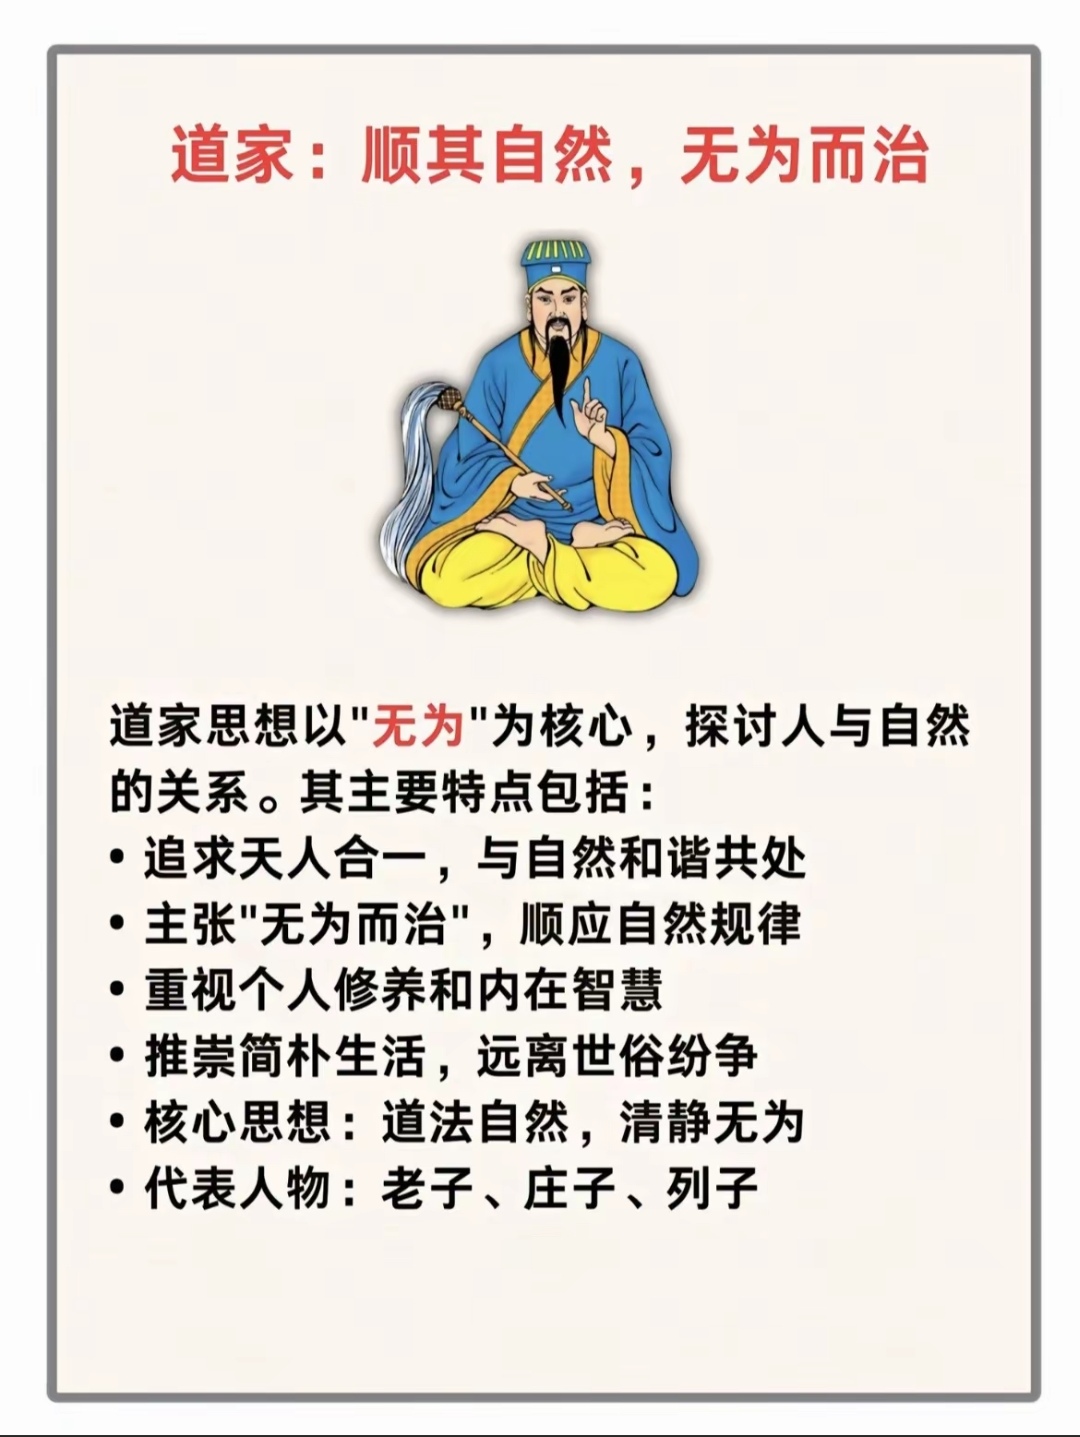 道家：顺其自然，无为而治
道家思想以"无为"为核心，探讨人与自然
的关系。其主要特点包括：
• 追求天人合一，与自然和谐共处
• 主张"无为而治"，顺应自然规律
• 重视个人修养和内在智慧
• 推崇简朴生活，远离世俗纷争
• 核心思想：道法自然，清静无为
• 代表人物：老子、庄子、列子